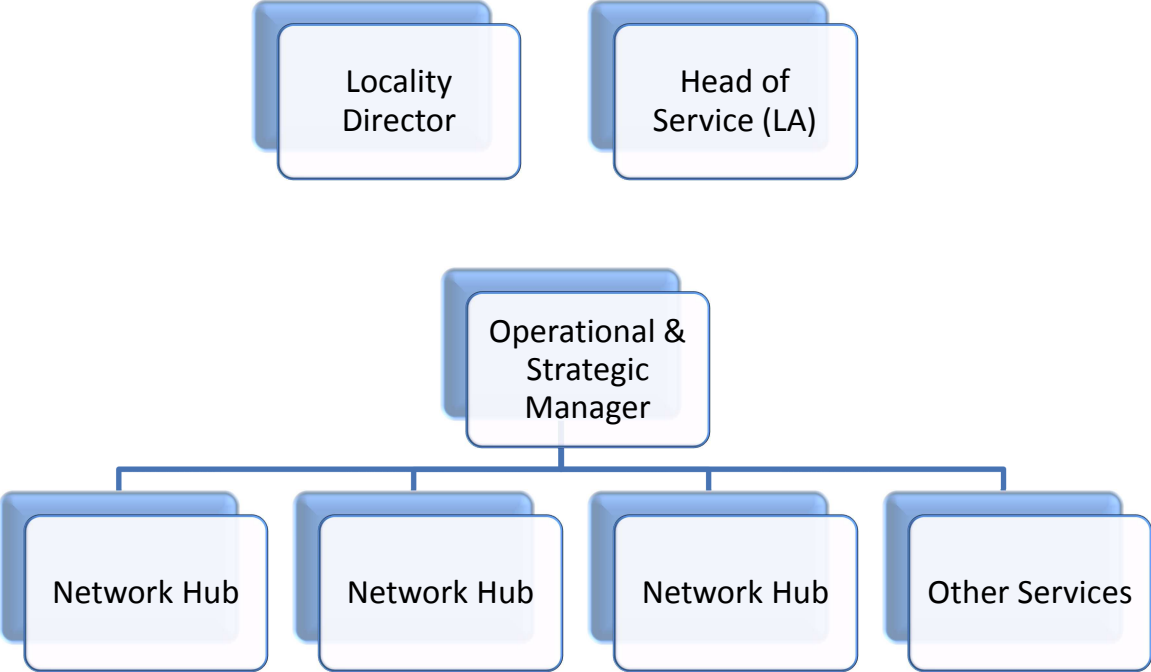 Locality
Director
Head of
Service (LA)
Operational &
Strategic
Manager
Network Hub
Network Hub
Network Hub
Other Services